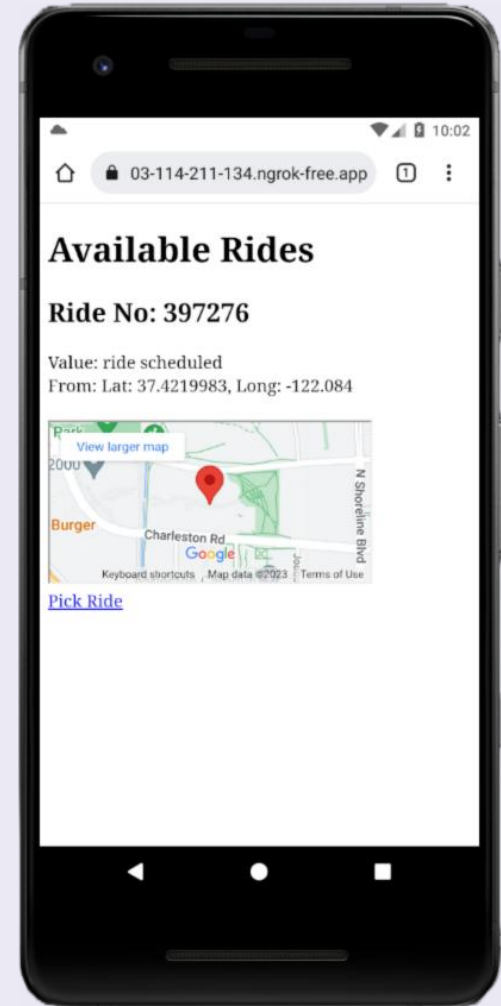 10:02
03-114-211-134.ngrok-free.app
1
Available Rides
Ride No: 397276
Value: ride scheduled
From: Lat: 37.4219983, Long: -122.084
Park
View larger map
2000
N Shoreline Blvd
Burger
Charleston Rd
Google
Keyboard shortcuts Map data ©2023 Terms of Use
Pick Ride